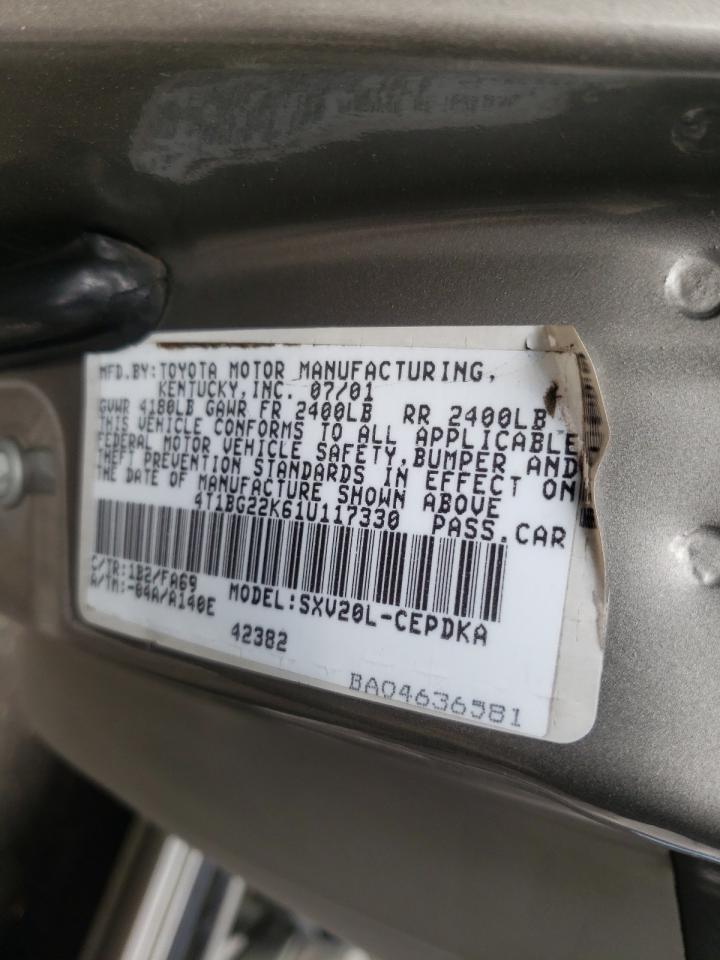 MFD.BY:TOYOTA MOTOR MANUFACTURING,
KENTUCKY,INC. 07/01
GVWR 4180LB GAWR FR 2400LB RR 2400LB
THIS VEHICLE CONFORMS TO ALL APPLICABLE
FEDERAL MOTOR VEHICLE SAFETY,BUMPER AND
THEFT PREVENTION STANDARDS IN EFFECT ON
THE DATE OF MANUFACTURE SHOWN ABOVE
4T1BG22K61U117330 PASS.CAR
C/TR:1B2/FA69
A/TM:-04A/A140E
MODEL:SXV20L-CEPDKA
42382
BA04636581